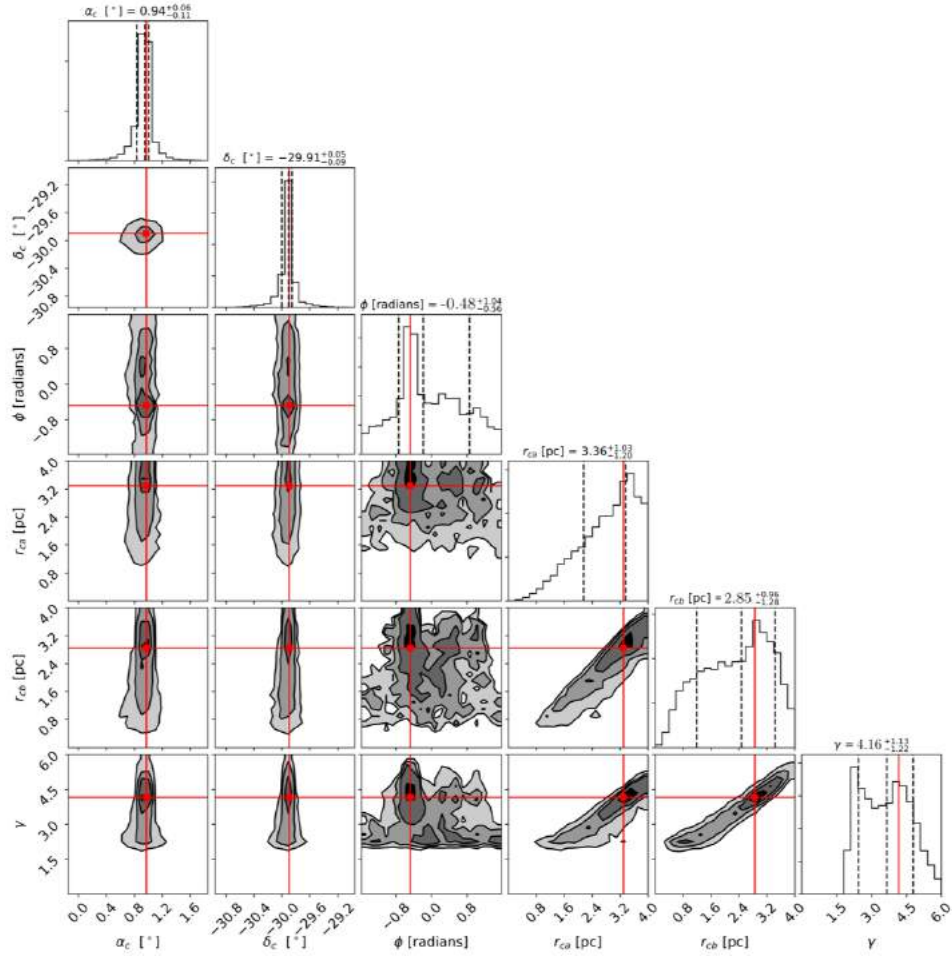 α_c [°] = 0.94^{+0.06}_{-0.11}
δ_c [°] = −29.91^{+0.05}_{-0.09}
−29.2
−29.6
−30.0
−30.4
−30.8
δ_c [°]
ϕ [radians] = -0.48^{+1.04}_{-0.56}
0.8
0.0
−0.8
ϕ [radians]
r_{ca} [pc] = 3.36^{+1.03}_{-1.20}
4.0
3.2
2.4
1.6
0.8
r_{ca} [pc]
r_{cb} [pc] = 2.85^{+0.96}_{-1.28}
4.0
3.2
2.4
1.6
0.8
r_{cb} [pc]
γ = 4.16^{+1.13}_{-1.22}
6.0
4.5
3.0
1.5
γ
0.0 0.4 0.8 1.2 1.6
−30.8 −30.4 −30.0 −29.6 −29.2
−0.8 0.0 0.8
0.8 1.6 2.4 3.2 4.0
0.8 1.6 2.4 3.2 4.0
1.5 3.0 4.5 6.0
α_c [°] δ_c [°] ϕ [radians] r_{ca} [pc] r_{cb} [pc] γ